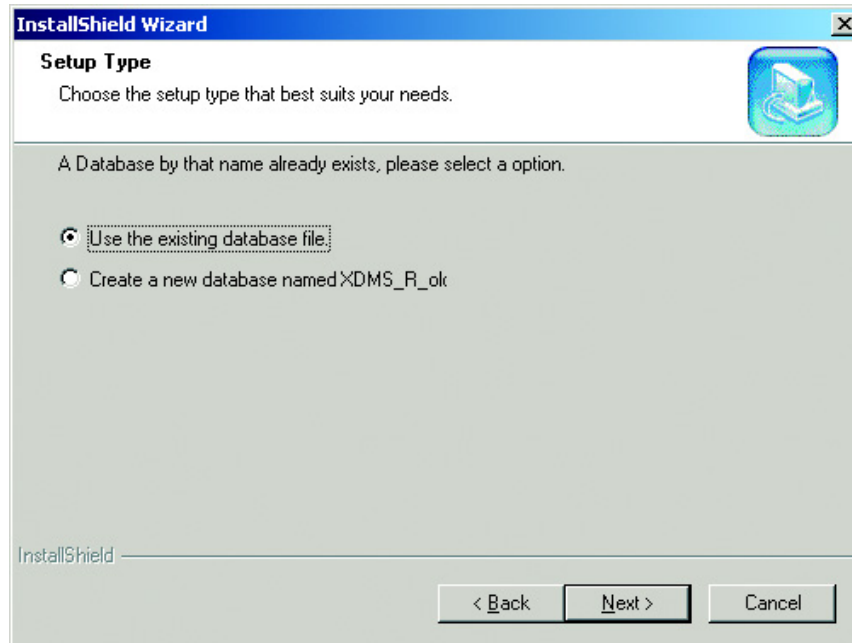 InstallShield Wizard
Setup Type
Choose the setup type that best suits your needs.
A Database by that name already exists, please select a option.
Use the existing database file.
Create a new database named XDMS_R_ol
InstallShield
< Back
Next >
Cancel